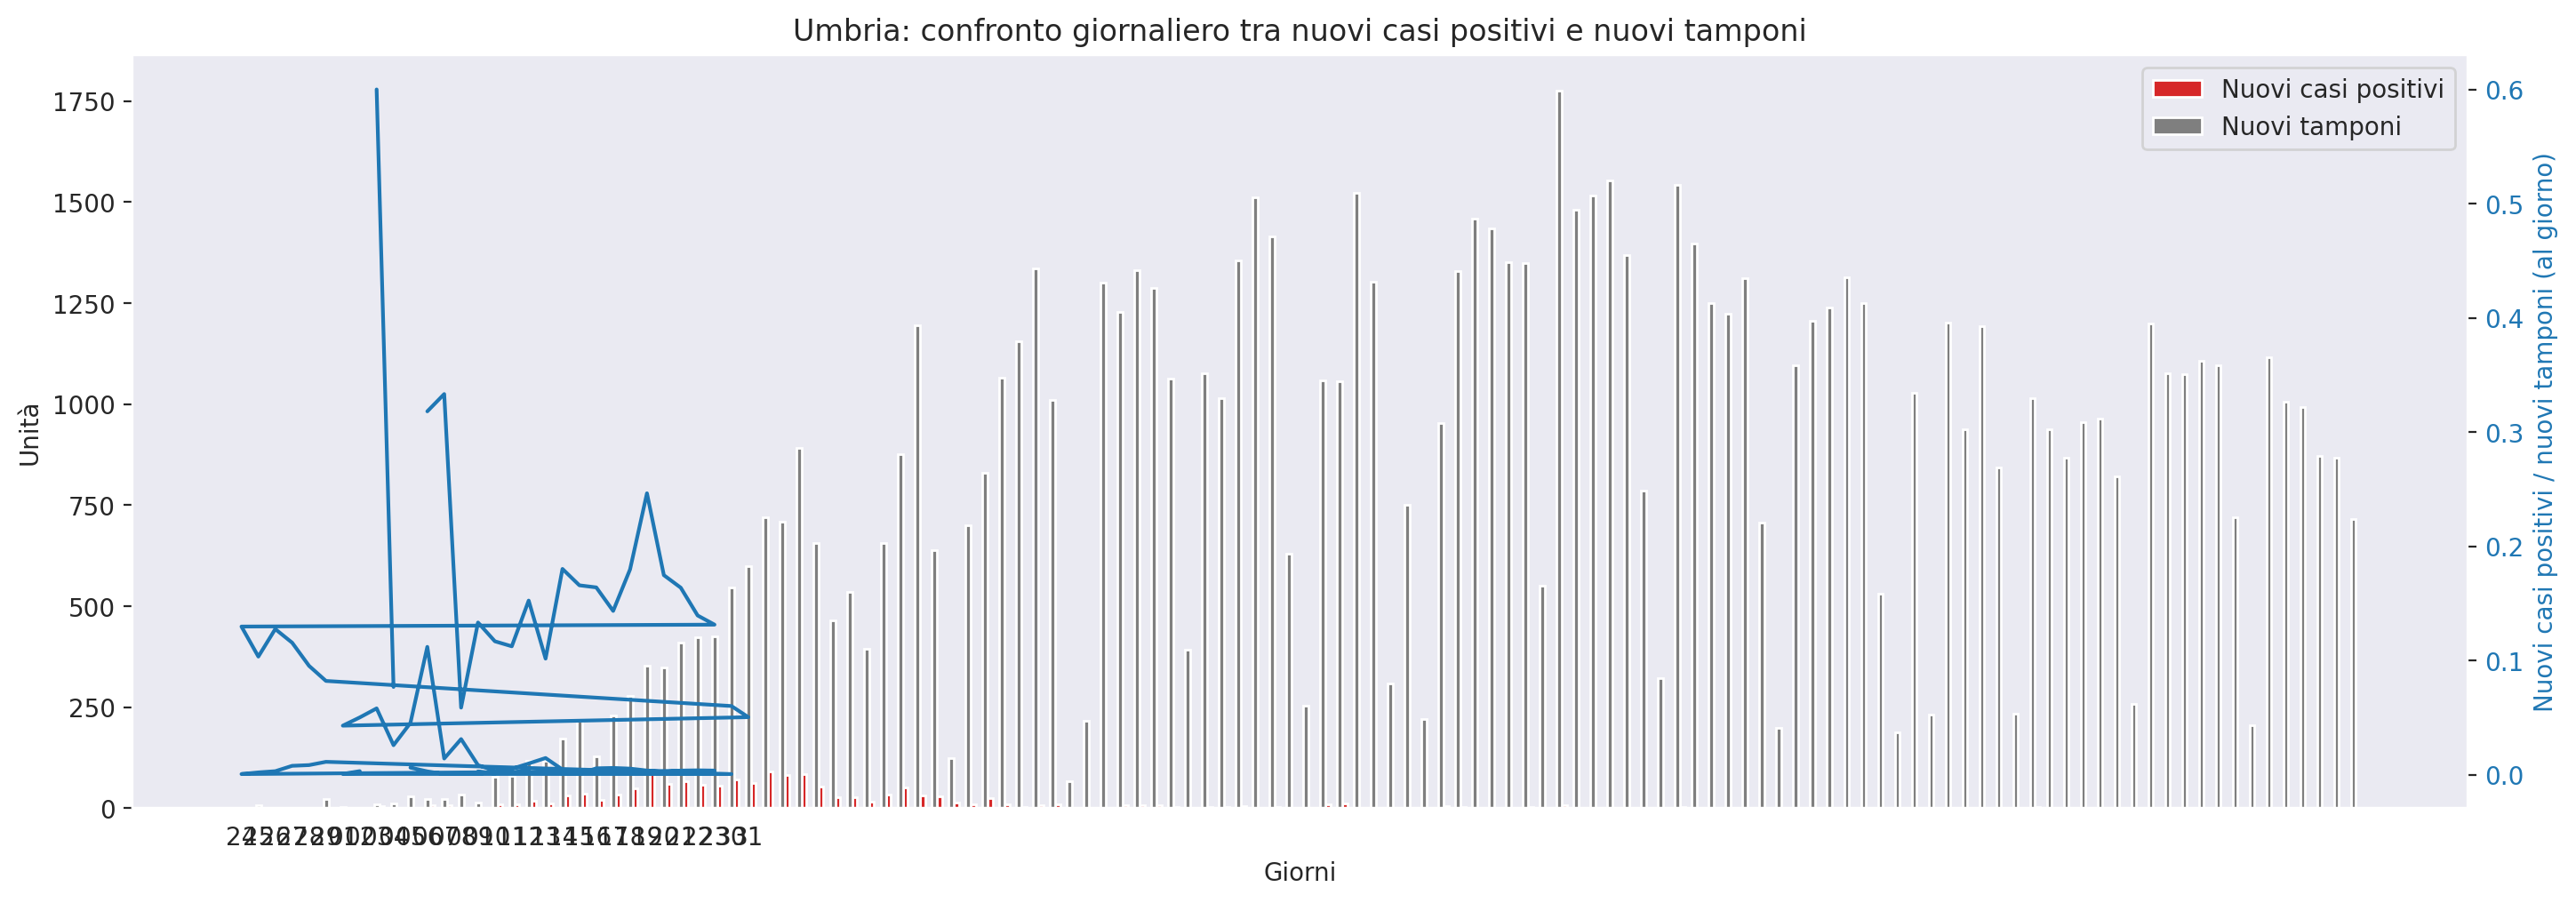 Umbria: confronto giornaliero tra nuovi casi positivi e nuovi tamponi
Nuovi casi positivi
Nuovi tamponi
1750
1500
1250
1000
750
500
250
0
Unità
0.6
0.5
0.4
0.3
0.2
0.1
0.0
Nuovi casi positivi / nuovi tamponi (al giorno)
Giorni